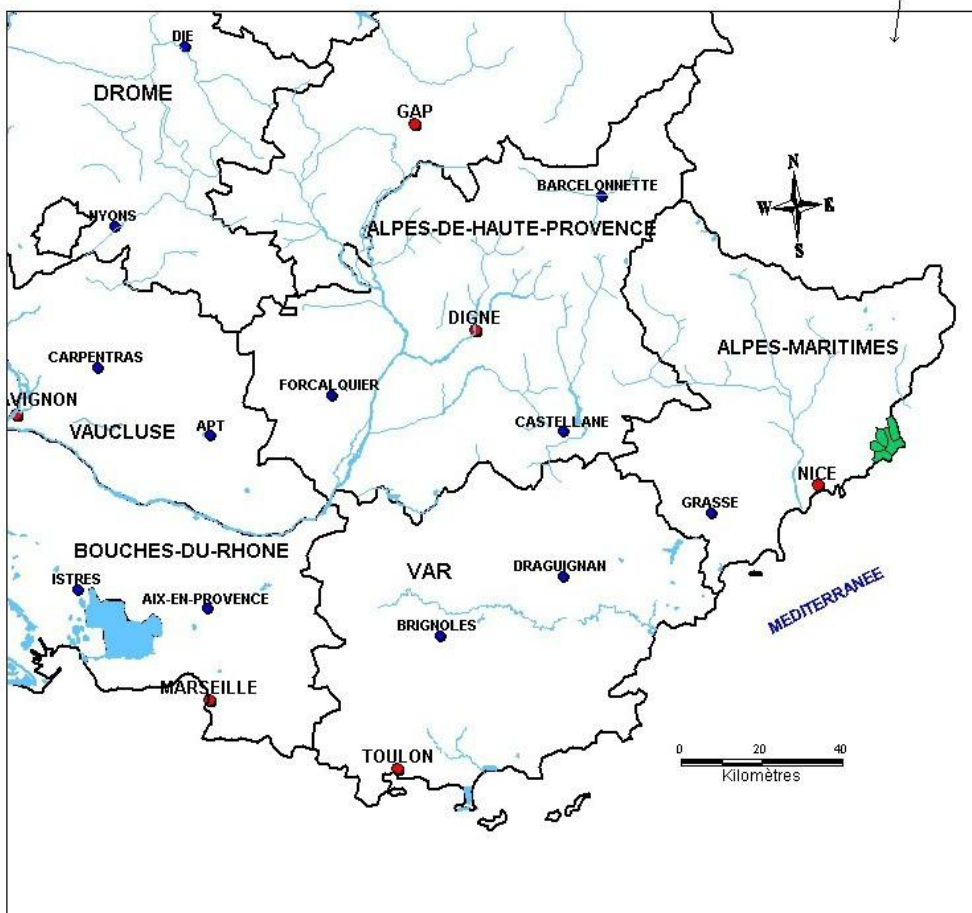 DIE
DROME
GAP
BARCELONNETTE
N
W E
S
NYONS
ALPES-DE-HAUTE-PROVENCE
DIGNE
ALPES-MARITIMES
CARPENTRAS
FORCALQUIER
AVIGNON
VAUCLUSE
APT
CASTELLANE
NICE
GRASSE
BOUCHES-DU-RHONE
VAR
DRAGUIGNAN
ISTRES
AIX-EN-PROVENCE
MEDITERRANEE
BRIGNOLES
MARSEILLE
TOULON
0 20 40
Kilomètres